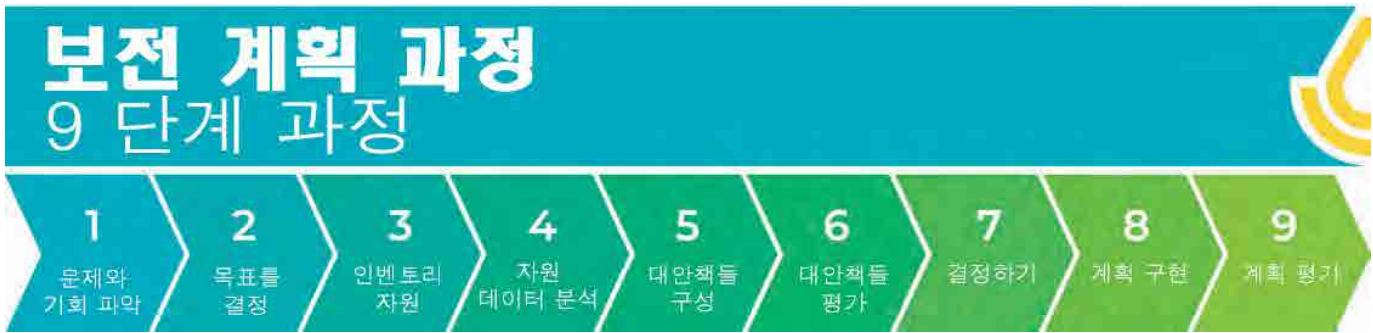 보전 계획 과정
9 단계 과정
1
문제와
기회 파악
2
목표를
결정
3
인벤토리
자원
4
자원
데이터 분석
5
대안책들
구성
6
대안책들
평가
7
결정하기
8
계획 구현
9
계획 평가